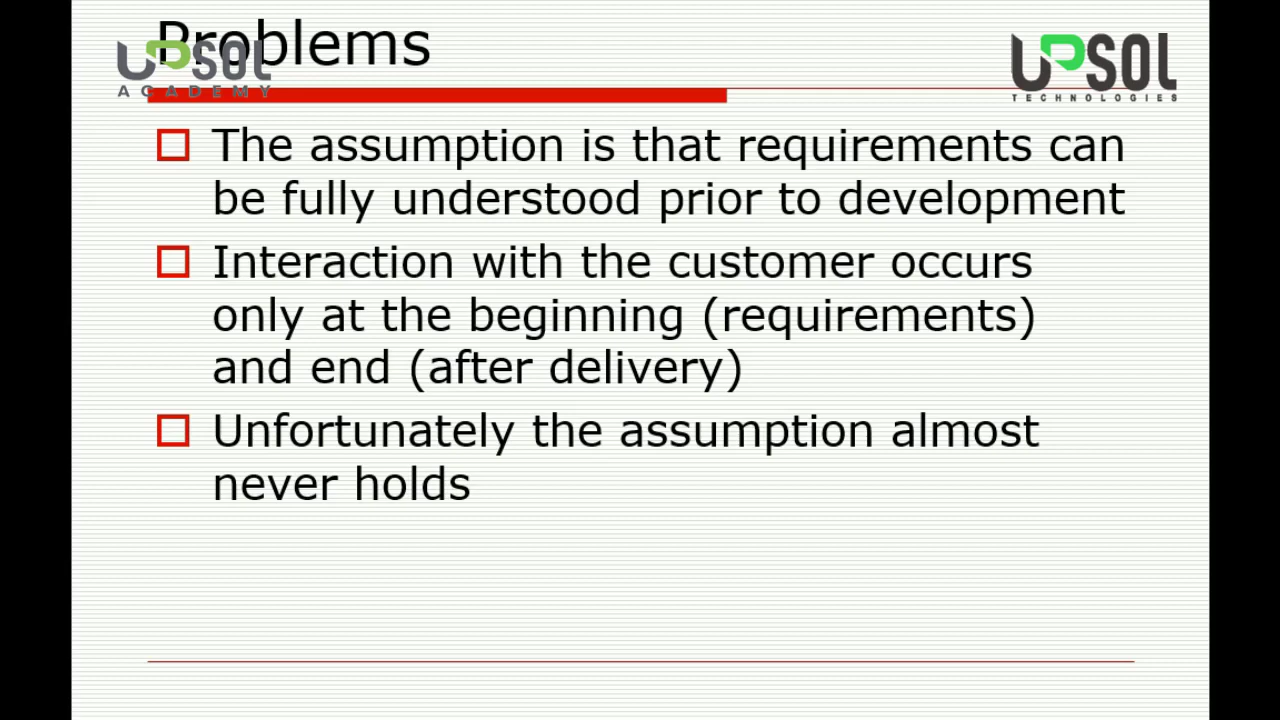 Problems
UPSOL
ACADEMY
UPSOL
TECHNOLOGIES
The assumption is that requirements can
be fully understood prior to development
Interaction with the customer occurs
only at the beginning (requirements)
and end (after delivery)
Unfortunately the assumption almost
never holds